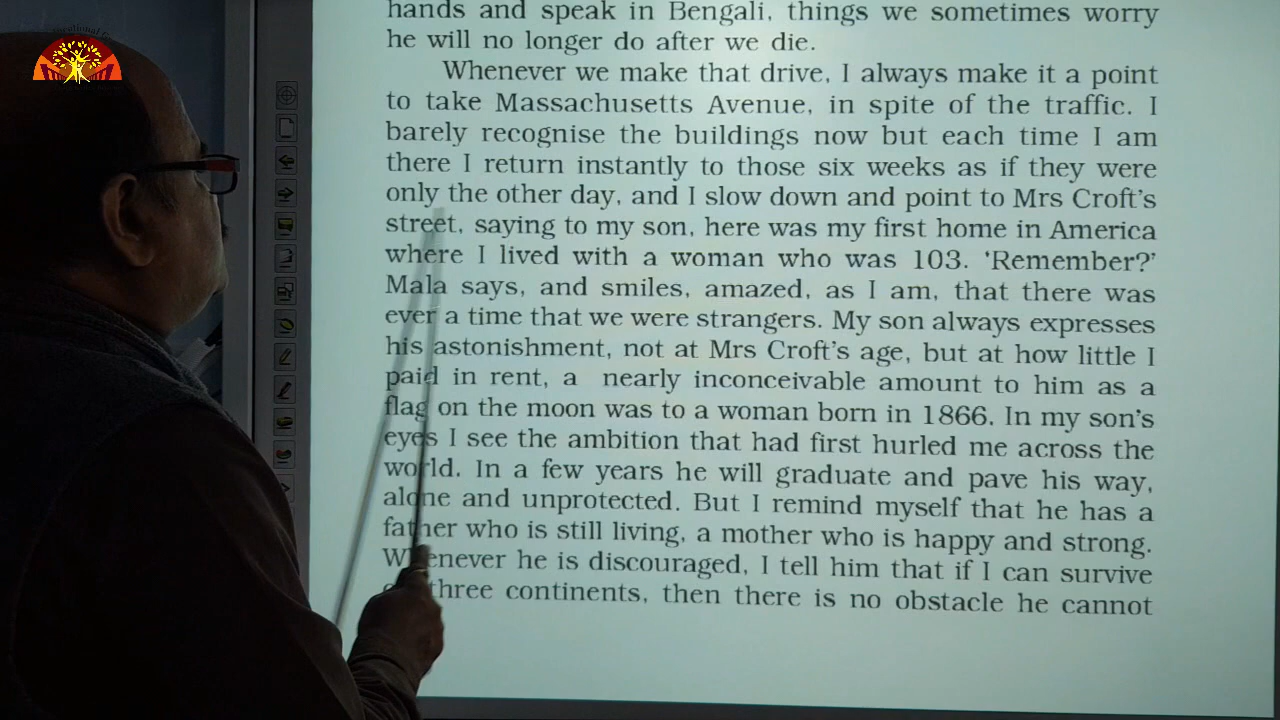 hands and speak in Bengali, things we sometimes worry
he will no longer do after we die.
Whenever we make that drive, I always make it a point
to take Massachusetts Avenue, in spite of the traffic. I
barely recognise the buildings now but each time I am
there I return instantly to those six weeks as if they were
only the other day, and I slow down and point to Mrs Croft's
street, saying to my son, here was my first home in America
where I lived with a woman who was 103. 'Remember?'
Mala says, and smiles, amazed, as I am, that there was
ever a time that we were strangers. My son always expresses
his astonishment, not at Mrs Croft's age, but at how little I
paid in rent, a nearly inconceivable amount to him as a
flag on the moon was to a woman born in 1866. In my son's
eyes I see the ambition that had first hurled me across the
world. In a few years he will graduate and pave his way,
alone and unprotected. But I remind myself that he has a
father who is still living, a mother who is happy and strong.
Whenever he is discouraged, I tell him that if I can survive
three continents, then there is no obstacle he cannot